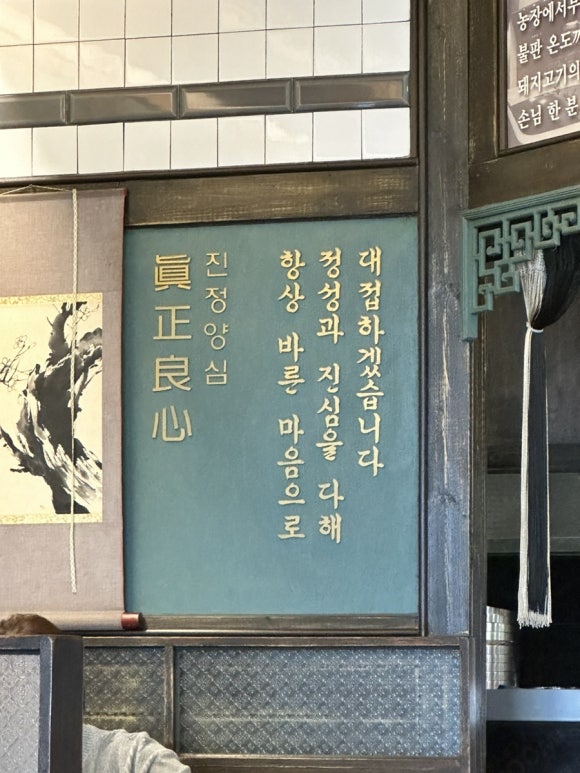 眞正良心
진정양심
항상 바른 마음으로
정성과 진심을 다해
대접하겠습니다
농장에서부
불판 온도까
돼지고기의
손님 한 분